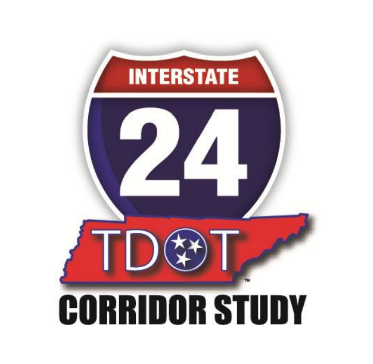 INTERSTATE
24
TDOT
CORRIDOR STUDY